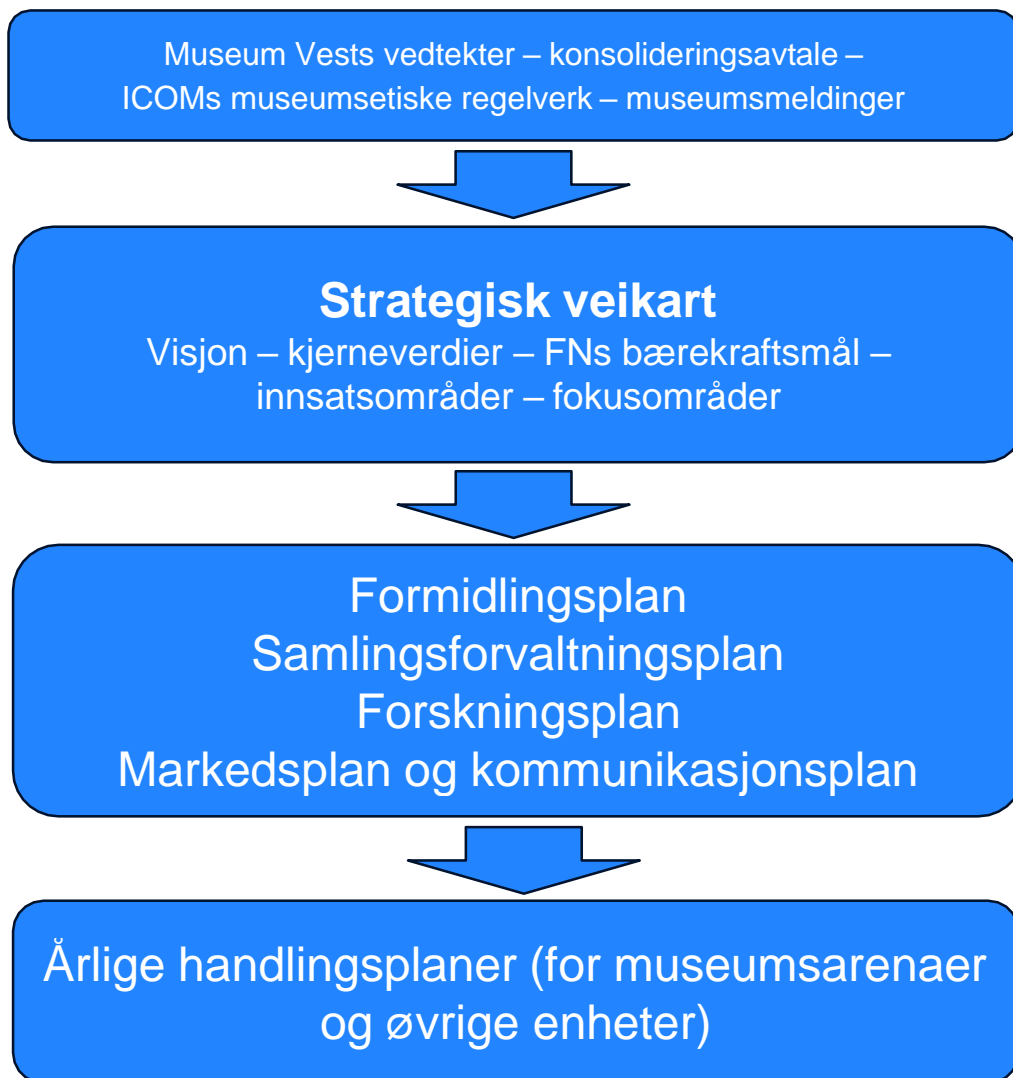 Museum Vests vedtekter – konsolideringsavtale –
ICOMs museumsetiske regelverk – museumsmeldinger
Strategisk veikart
Visjon – kjerneverdier – FNs bærekraftsmål –
innsatsområder – fokusområder
Formidlingsplan
Samlingsforvaltningsplan
Forskningsplan
Markedsplan og kommunikasjonsplan
Årlige handlingsplaner (for museumsarenaer
og øvrige enheter)